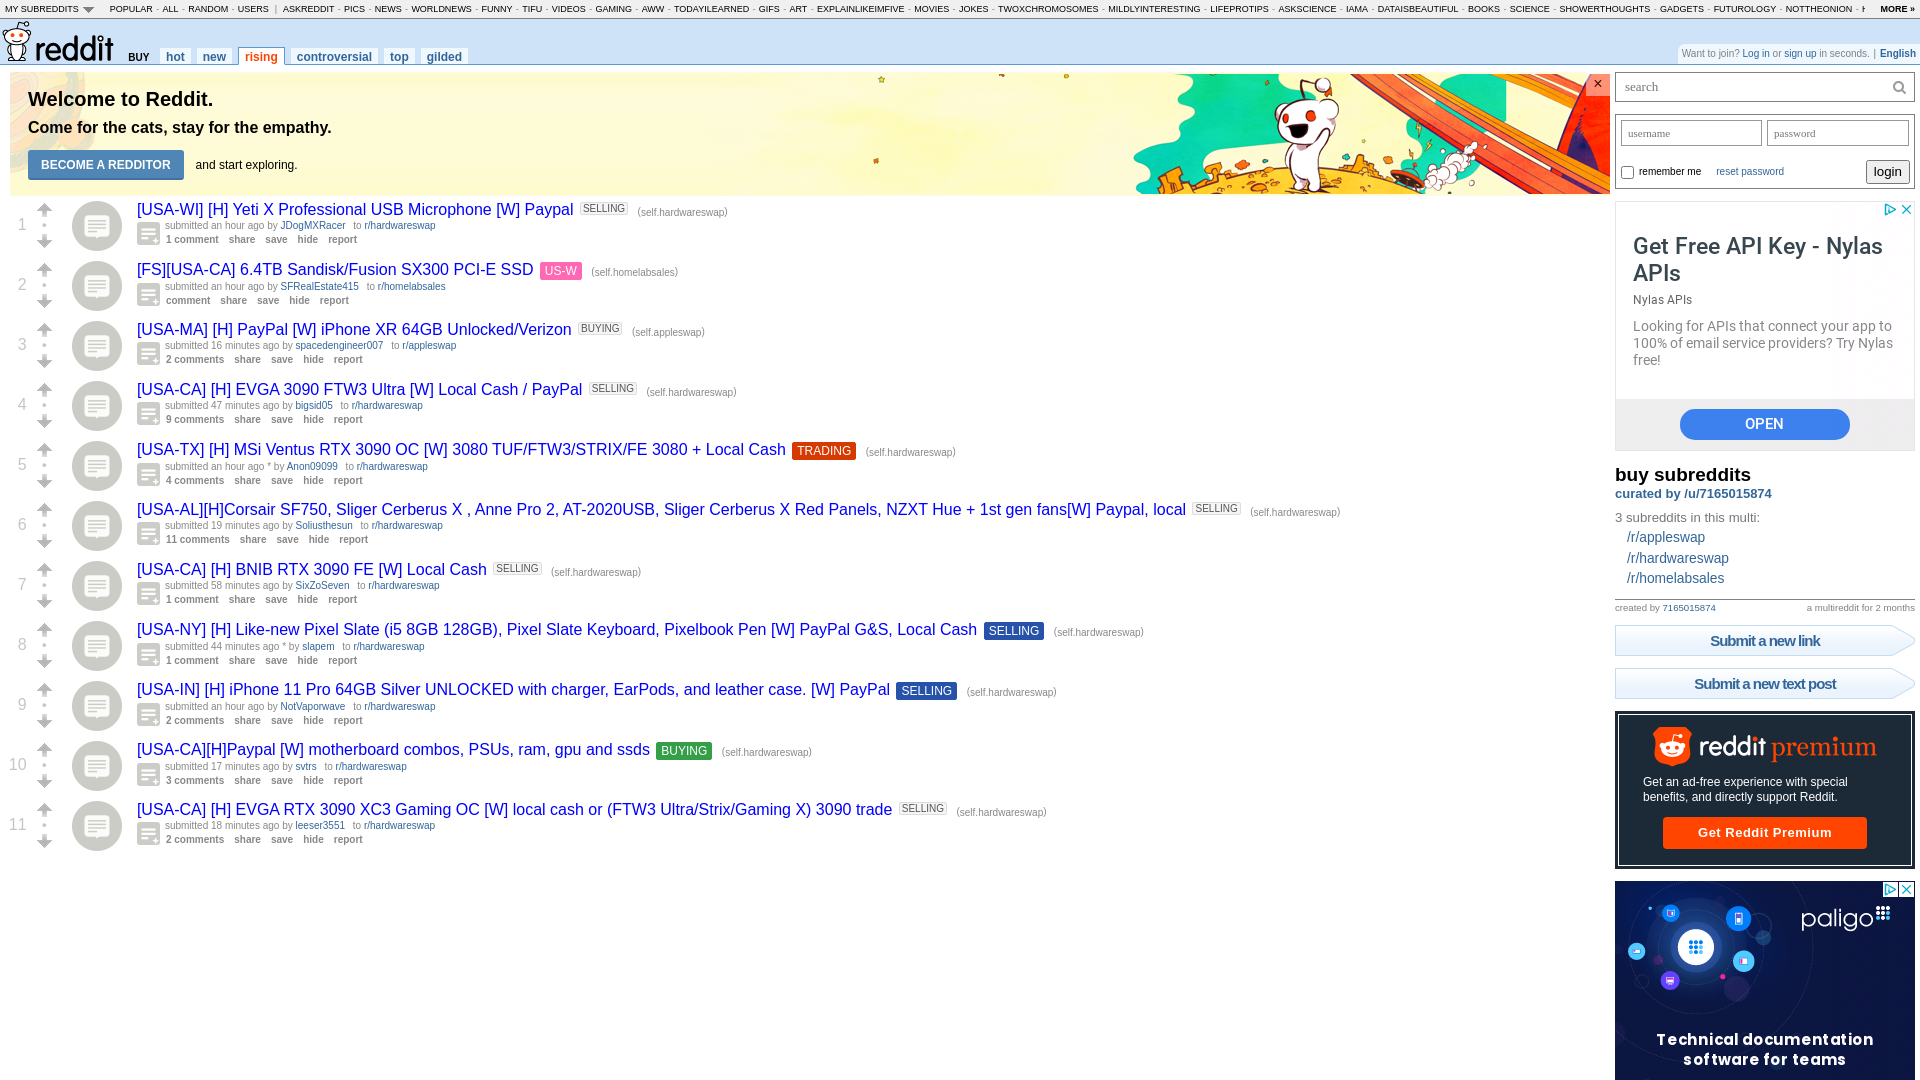 MY SUBREDDITS POPULAR - ALL - RANDOM - USERS | ASKREDDIT - PICS - NEWS - WORLDNEWS - FUNNY - TIFU - VIDEOS - GAMING - AWW - TODAYILEARNED - GIFS - ART - EXPLAINLIKEIMFIVE - MOVIES - JOKES - TWOXCHROMOSOMES - MILDLYINTERESTING - LIFEPROTIPS - ASKSCIENCE - IAMA - DATAISBEAUTIFUL - BOOKS - SCIENCE - SHOWERTHOUGHTS - GADGETS - FUTUROLOGY - NOTTHEONION - MORE »
reddit BUY hot new rising controversial top gilded
Want to join? Log in or sign up in seconds. | English
Welcome to Reddit.
Come for the cats, stay for the empathy.
BECOME A REDDITOR and start exploring.
×
1
[USA-WI] [H] Yeti X Professional USB Microphone [W] Paypal SELLING (self.hardwareswap)
submitted an hour ago by JDogMXRacer to r/hardwareswap
1 comment share save hide report
2
[FS][USA-CA] 6.4TB Sandisk/Fusion SX300 PCI-E SSD US-W (self.homelabsales)
submitted an hour ago by SFRealEstate415 to r/homelabsales
comment share save hide report
3
[USA-MA] [H] PayPal [W] iPhone XR 64GB Unlocked/Verizon BUYING (self.appleswap)
submitted 16 minutes ago by spacedengineer007 to r/appleswap
2 comments share save hide report
4
[USA-CA] [H] EVGA 3090 FTW3 Ultra [W] Local Cash / PayPal SELLING (self.hardwareswap)
submitted 47 minutes ago by bigsid05 to r/hardwareswap
9 comments share save hide report
5
[USA-TX] [H] MSi Ventus RTX 3090 OC [W] 3080 TUF/FTW3/STRIX/FE 3080 + Local Cash TRADING (self.hardwareswap)
submitted an hour ago * by Anon09099 to r/hardwareswap
4 comments share save hide report
6
[USA-AL][H]Corsair SF750, Sliger Cerberus X , Anne Pro 2, AT-2020USB, Sliger Cerberus X Red Panels, NZXT Hue + 1st gen fans[W] Paypal, local SELLING (self.hardwareswap)
submitted 19 minutes ago by Soliusthesun to r/hardwareswap
11 comments share save hide report
7
[USA-CA] [H] BNIB RTX 3090 FE [W] Local Cash SELLING (self.hardwareswap)
submitted 58 minutes ago by SixZoSeven to r/hardwareswap
1 comment share save hide report
8
[USA-NY] [H] Like-new Pixel Slate (i5 8GB 128GB), Pixel Slate Keyboard, Pixelbook Pen [W] PayPal G&S, Local Cash SELLING (self.hardwareswap)
submitted 44 minutes ago * by slapem to r/hardwareswap
1 comment share save hide report
9
[USA-IN] [H] iPhone 11 Pro 64GB Silver UNLOCKED with charger, EarPods, and leather case. [W] PayPal SELLING (self.hardwareswap)
submitted an hour ago by NotVaporwave to r/hardwareswap
2 comments share save hide report
10
[USA-CA][H]Paypal [W] motherboard combos, PSUs, ram, gpu and ssds BUYING (self.hardwareswap)
submitted 17 minutes ago by svtrs to r/hardwareswap
3 comments share save hide report
11
[USA-CA] [H] EVGA RTX 3090 XC3 Gaming OC [W] local cash or (FTW3 Ultra/Strix/Gaming X) 3090 trade SELLING (self.hardwareswap)
submitted 18 minutes ago by leeser3551 to r/hardwareswap
2 comments share save hide report
search
username password
remember me reset password login
Get Free API Key - Nylas
APIs
Nylas APIs
Looking for APIs that connect your app to
100% of email service providers? Try Nylas
free!
OPEN
buy subreddits
curated by /u/7165015874
3 subreddits in this multi:
/r/appleswap
/r/hardwareswap
/r/homelabsales
created by 7165015874 a multireddit for 2 months
Submit a new link
Submit a new text post
reddit premium
Get an ad-free experience with special
benefits, and directly support Reddit.
Get Reddit Premium
paligo
Technical documentation
software for teams